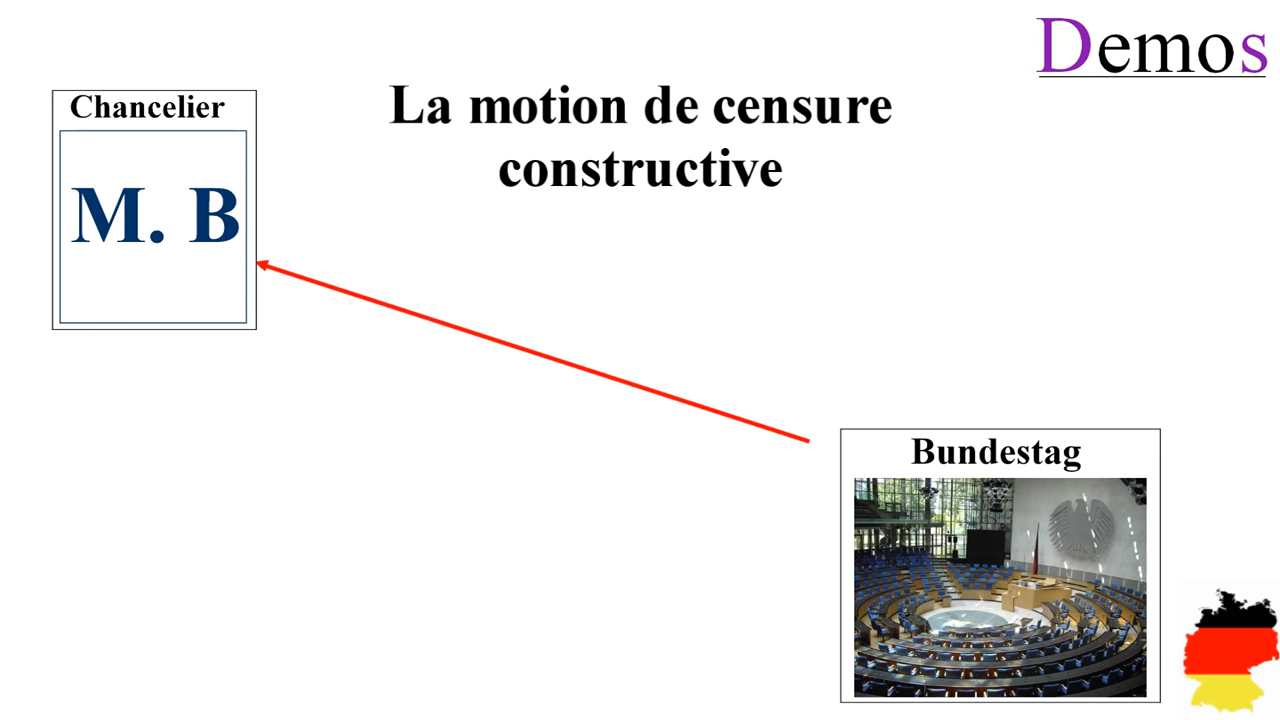 Demos
La motion de censure
constructive
Chancelier
M. B
Bundestag